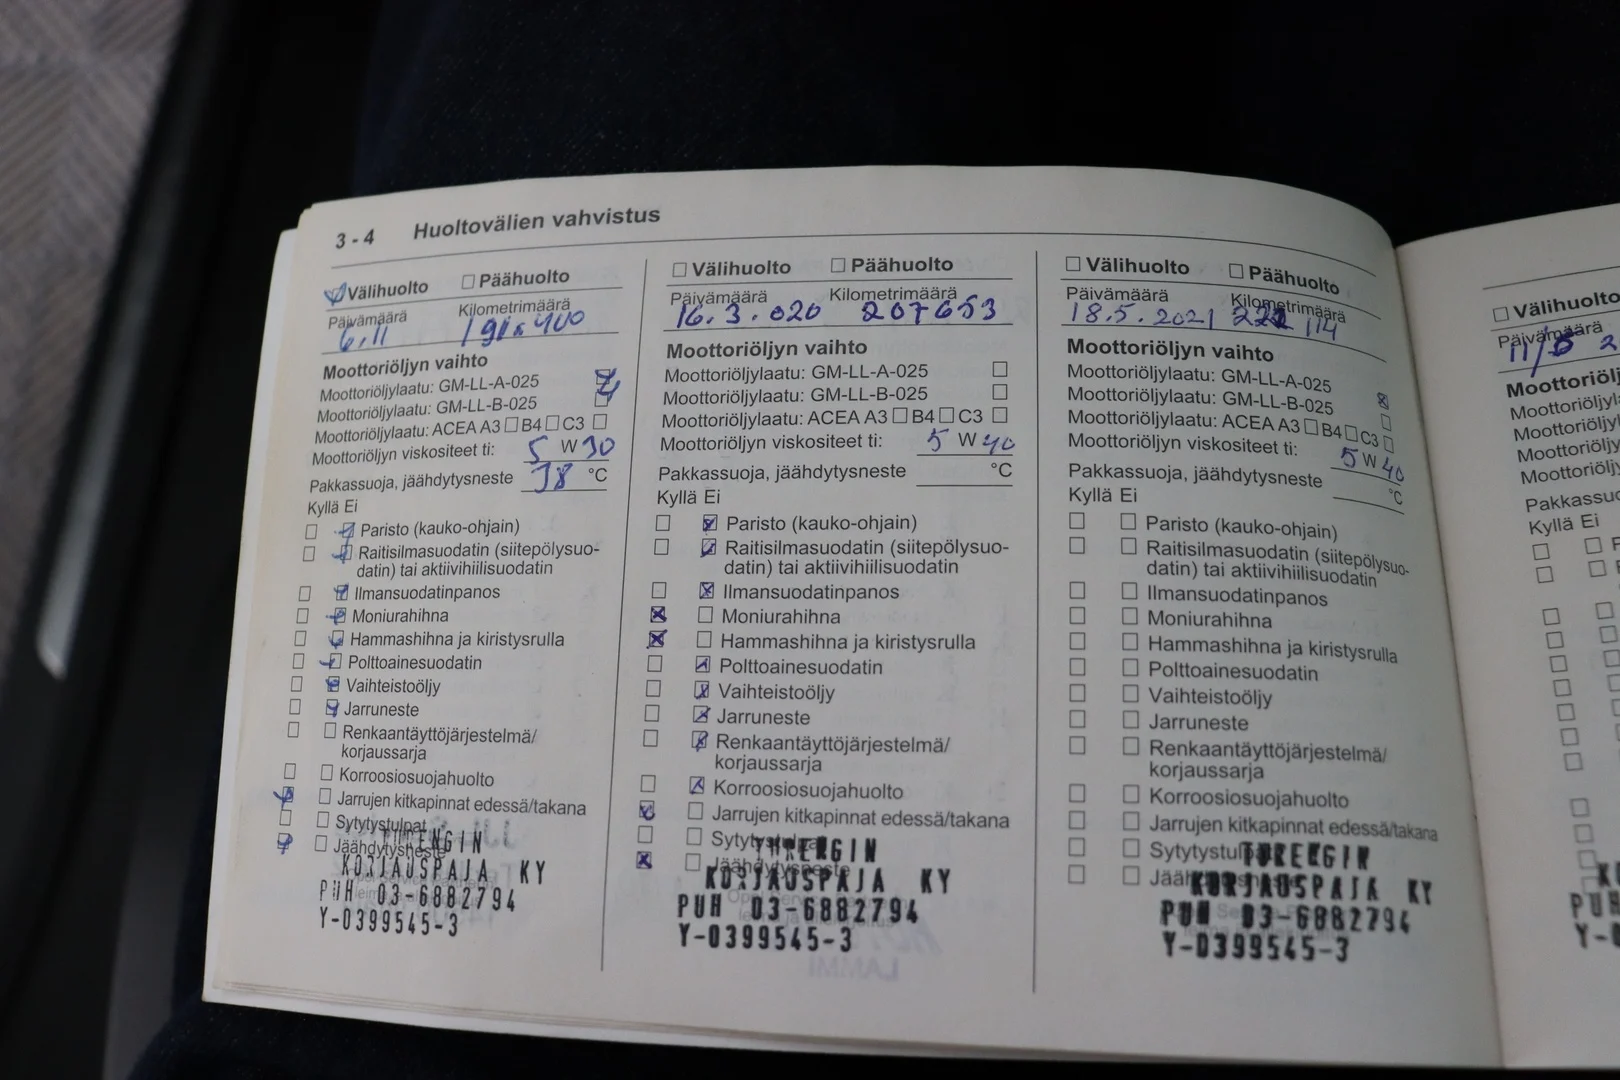 3 - 4 Huoltovälien vahvistus
Välihuolto Päähuolto
Päivämäärä Kilometrimäärä
6.11
Moottoriöljyn vaihto
Moottoriöljylaatu: GM-LL-A-025
Moottoriöljylaatu: GM-LL-B-025
Moottoriöljylaatu: ACEA A3 B4 C3
Moottoriöljyn viskositeet ti: 5 W 30
Pakkassuoja, jäähdytysneste 38 °C
Kyllä Ei
Paristo (kauko-ohjain)
Raitisilmasuodatin (siitepölysuo-
datin) tai aktiivihiilisuodatin
Ilmansuodatinpanos
Moniurahihna
Hammashihna ja kiristysrulla
Polttoainesuodatin
Vaihteistoöljy
Jarruneste
Renkaantäyttöjärjestelmä/
korjaussarja
Korroosiosuojahuolto
Jarrujen kitkapinnat edessä/takana
Sytytystulpat
Jäähdytysneste
KORJAUSPAJA KY
PUH 03-6882794
Y-0399545-3
Välihuolto Päähuolto
Päivämäärä Kilometrimäärä
16.3.020 207653
Moottoriöljyn vaihto
Moottoriöljylaatu: GM-LL-A-025
Moottoriöljylaatu: GM-LL-B-025
Moottoriöljylaatu: ACEA A3 B4 C3
Moottoriöljyn viskositeet ti: 5 W 40
Pakkassuoja, jäähdytysneste °C
Kyllä Ei
Paristo (kauko-ohjain)
Raitisilmasuodatin (siitepölysuo-
datin) tai aktiivihiilisuodatin
Ilmansuodatinpanos
Moniurahihna
Hammashihna ja kiristysrulla
Polttoainesuodatin
Vaihteistoöljy
Jarruneste
Renkaantäyttöjärjestelmä/
korjaussarja
Korroosiosuojahuolto
Jarrujen kitkapinnat edessä/takana
Sytytystulpat
Jäähdytysneste
KORJAUSPAJA KY
PUH 03-6882794
Y-0399545-3
Välihuolto Päähuolto
Päivämäärä Kilometrimäärä
18.5.2021 222 114
Moottoriöljyn vaihto
Moottoriöljylaatu: GM-LL-A-025
Moottoriöljylaatu: GM-LL-B-025
Moottoriöljylaatu: ACEA A3 B4 C3
Moottoriöljyn viskositeet ti: 5 W 40
Pakkassuoja, jäähdytysneste °C
Kyllä Ei
Paristo (kauko-ohjain)
Raitisilmasuodatin (siitepölysuo-
datin) tai aktiivihiilisuodatin
Ilmansuodatinpanos
Moniurahihna
Hammashihna ja kiristysrulla
Polttoainesuodatin
Vaihteistoöljy
Jarruneste
Renkaantäyttöjärjestelmä/
korjaussarja
Korroosiosuojahuolto
Jarrujen kitkapinnat edessä/takana
KORJAUSPAJA KY
PUH 03-6882794
Y-0399545-3
Välihuolto
Päivämäärä
Kyllä Ei